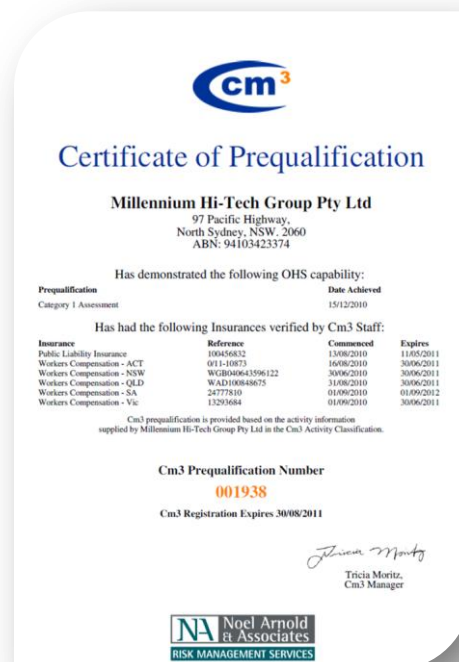 cm3
Certificate of Prequalification
Millennium Hi-Tech Group Pty Ltd
97 Pacific Highway,
North Sydney, NSW. 2060
ABN: 94103423374
Has demonstrated the following OHS capability:
Prequalification Date Achieved
Category 1 Assessment 15/12/2010
Has had the following Insurances verified by Cm3 Staff:
Insurance Reference Commenced Expires
Public Liability Insurance 100456832 13/08/2010 11/05/2011
Workers Compensation - ACT 0/11-10873 16/08/2010 30/06/2011
Workers Compensation - NSW WGB040643596122 30/06/2010 30/06/2011
Workers Compensation - QLD WAD100848675 31/08/2010 30/06/2011
Workers Compensation - SA 24777810 01/09/2010 01/09/2012
Workers Compensation - Vic 13293684 01/09/2010 30/06/2011
Cm3 prequalification is provided based on the activity information
supplied by Millennium Hi-Tech Group Pty Ltd in the Cm3 Activity Classification.
Cm3 Prequalification Number
001938
Cm3 Registration Expires 30/08/2011
Tricia Moritz
Tricia Moritz,
Cm3 Manager
NA Noel Arnold
& Associates
RISK MANAGEMENT SERVICES